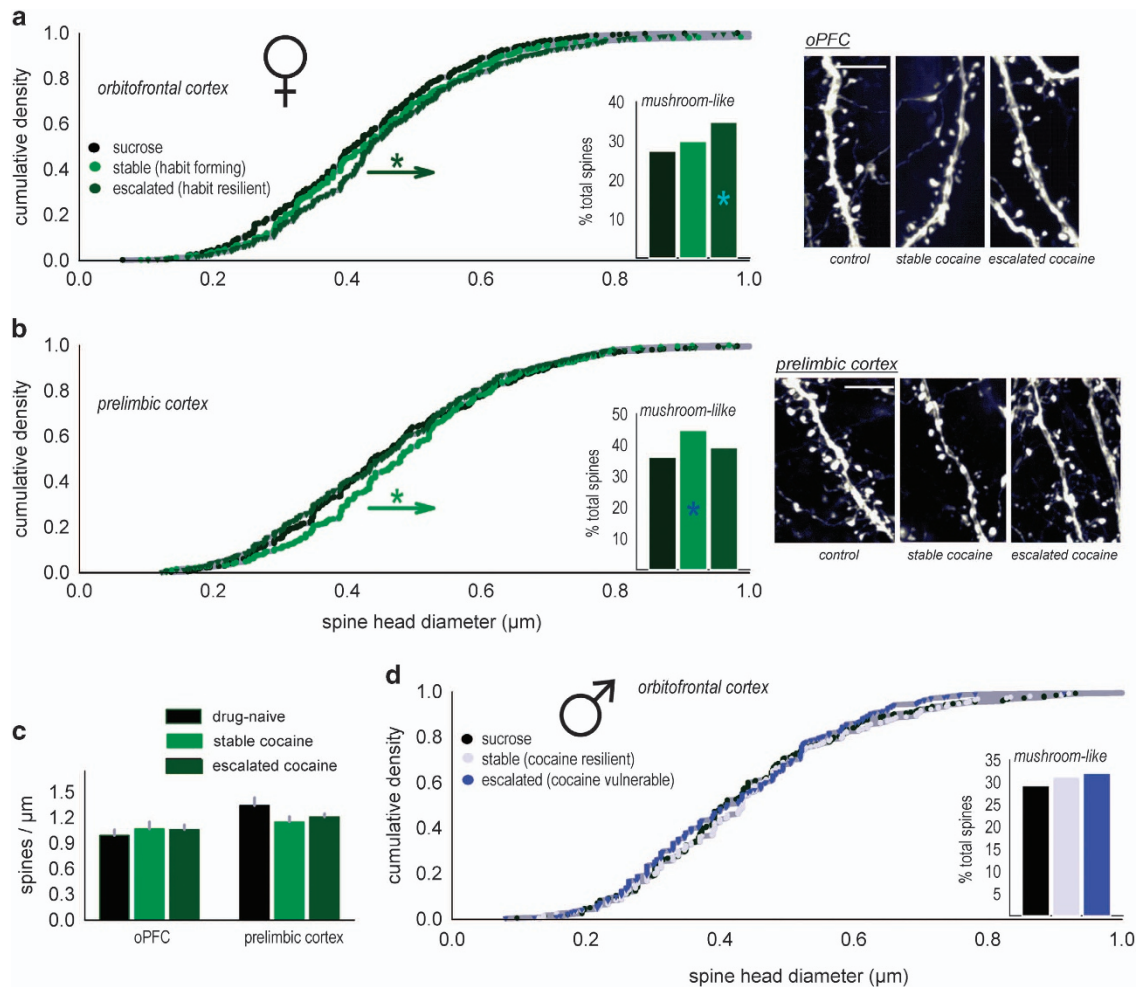 a
orbitofrontal cortex
sucrose
stable (habit forming)
escalated (habit resilient)
*
cumulative density
1.0
0.8
0.6
0.4
0.2
0.0
0.0 0.2 0.4 0.6 0.8 1.0
mushroom-like
% total spines
40
30
20
10
*
oPFC
control stable cocaine escalated cocaine
b
prelimbic cortex
*
cumulative density
1.0
0.8
0.6
0.4
0.2
0.0
0.0 0.2 0.4 0.6 0.8 1.0
spine head diameter (µm)
mushroom-liike
% total spines
50
40
30
20
10
*
prelimbic cortex
control stable cocaine escalated cocaine
c
drug-naive
stable cocaine
escalated cocaine
spines / µm
1.5
1.2
0.9
0.6
0.3
0.0
oPFC prelimbic cortex
d
orbitofrontal cortex
sucrose
stable (cocaine resilient)
escalated (cocaine vulnerable)
cumulative density
1.0
0.8
0.6
0.4
0.2
0.0
0.0 0.2 0.4 0.6 0.8 1.0
spine head diameter (µm)
mushroom-like
% total spines
35
30
25
20
15
10
5